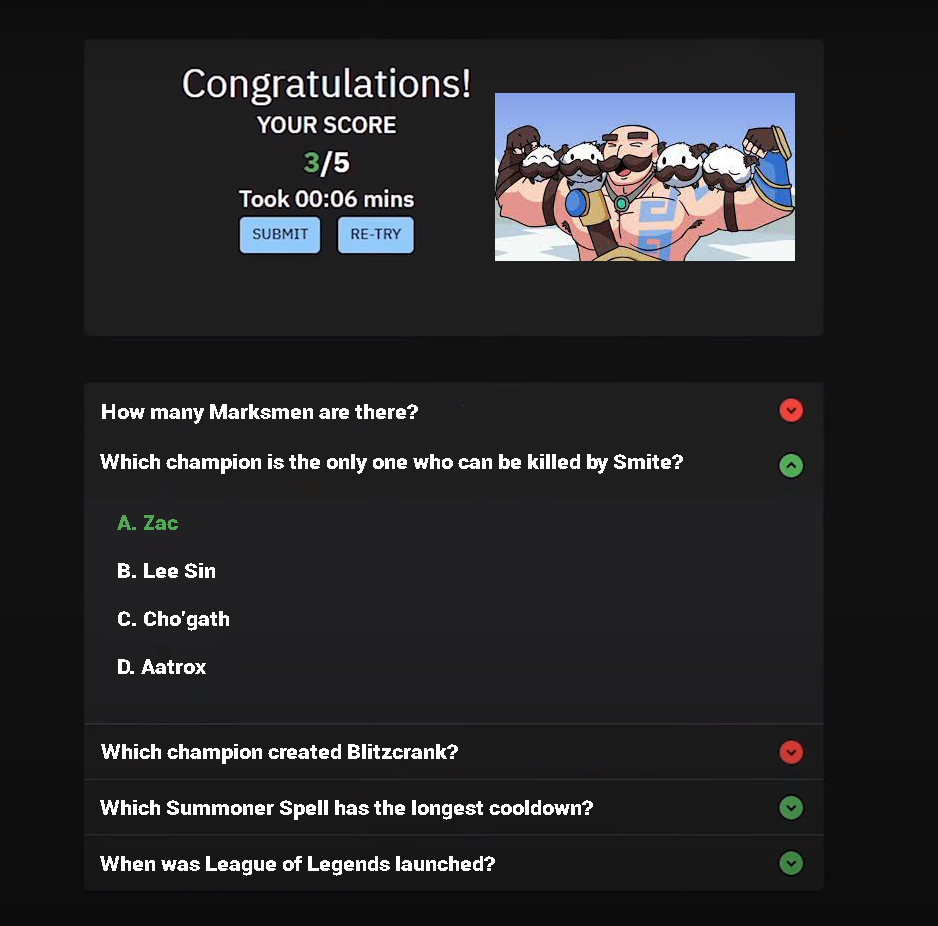 Congratulations!
YOUR SCORE
3/5
Took 00:06 mins
SUBMIT RE-TRY
How many Marksmen are there?
Which champion is the only one who can be killed by Smite?
A. Zac
B. Lee Sin
C. Cho'gath
D. Aatrox
Which champion created Blitzcrank?
Which Summoner Spell has the longest cooldown?
When was League of Legends launched?